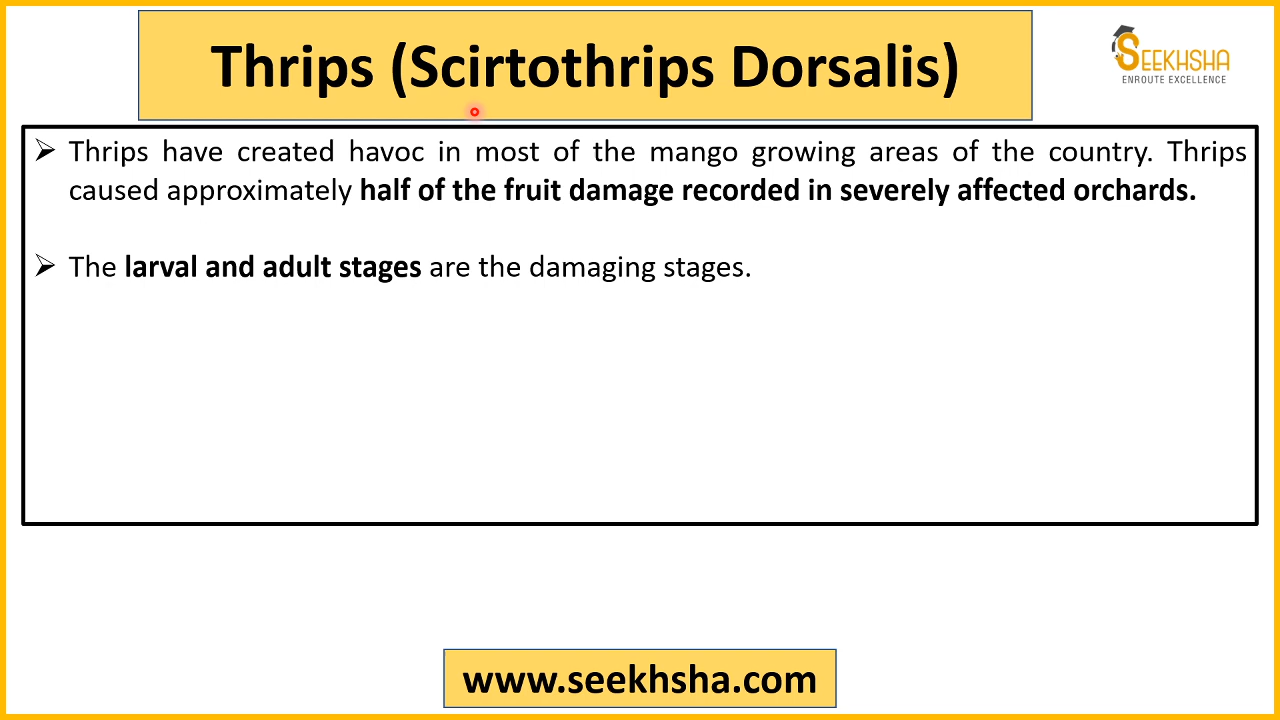 Thrips (Scirtothrips Dorsalis)
SEEKHSHA
ENROUTE EXCELLENCE
➢ Thrips have created havoc in most of the mango growing areas of the country. Thrips
caused approximately half of the fruit damage recorded in severely affected orchards.
➢ The larval and adult stages are the damaging stages.
www.seekhsha.com